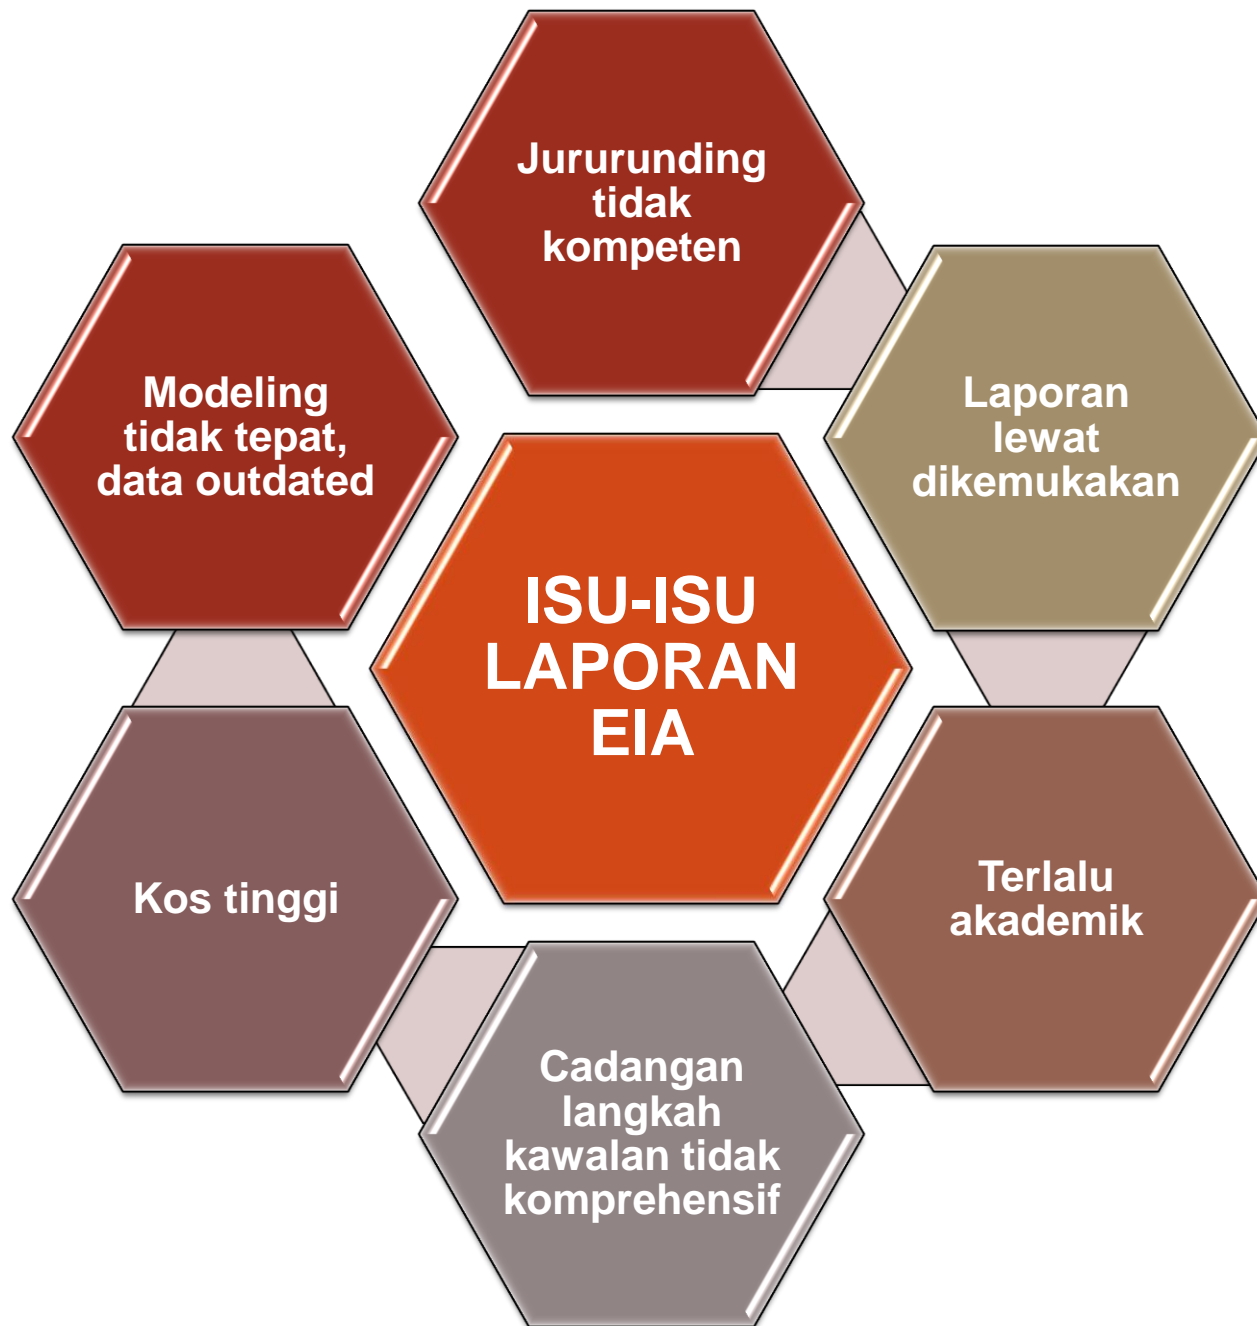 Jururunding
tidak
kompeten
Modeling
tidak tepat,
data outdated
Laporan
lewat
dikemukakan
ISU-ISU
LAPORAN
EIA
Kos tinggi
Terlalu
akademik
Cadangan
langkah
kawalan tidak
komprehensif